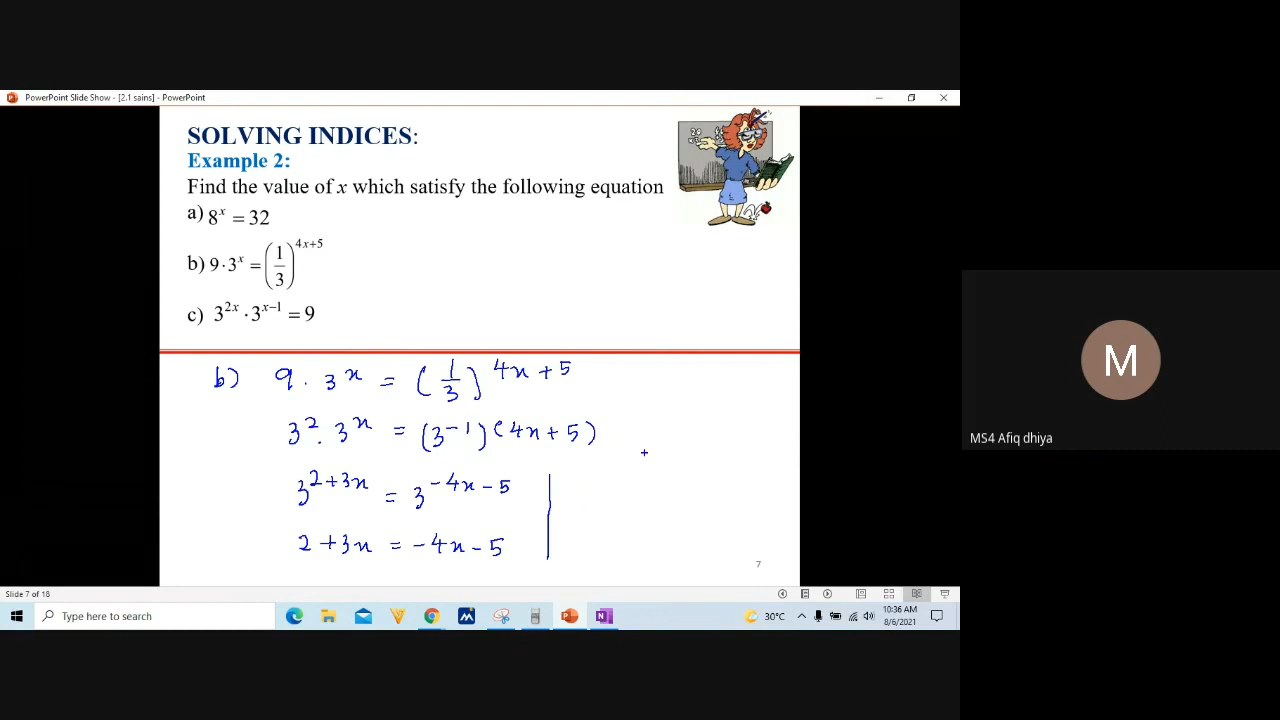 PowerPoint Slide Show - [2.1 sains] - PowerPoint
SOLVING INDICES:
Example 2:
Find the value of x which satisfy the following equation
a) 8^x = 32
b) 9·3^x = (1/3)^(4x+5)
c) 3^(2x)·3^(x−1) = 9
b) 9 . 3^x = (1/3)^(4x + 5)
3^2 . 3^x = (3^-1)^(4x + 5)
3^(2+3x) = 3^(-4x - 5)
2 + 3x = -4x - 5
7
M
MS4 Afiq dhiya
Slide 7 of 18
Type here to search
30°C
10:36 AM
8/6/2021